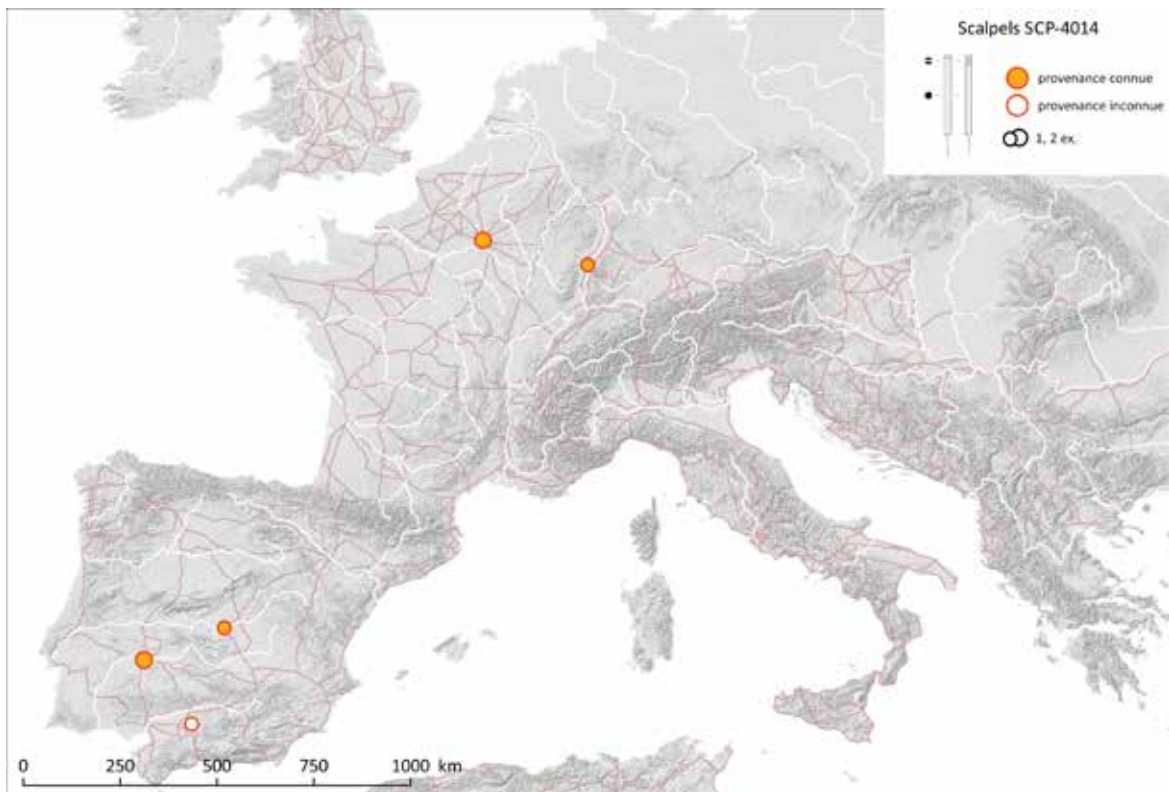 Scalpels SCP-4014
provenance connue
provenance inconnue
1, 2 ex.
0 250 500 750 1000 km